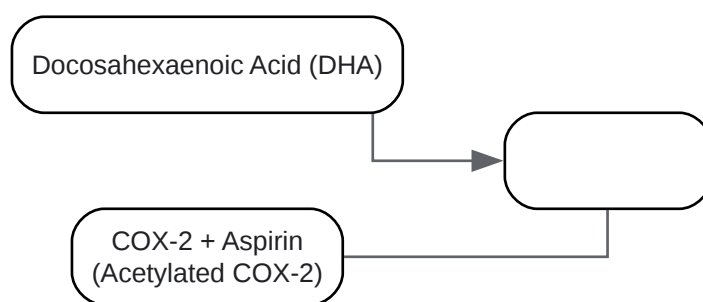 Docosahexaenoic Acid (DHA)
COX-2 + Aspirin
(Acetylated COX-2)